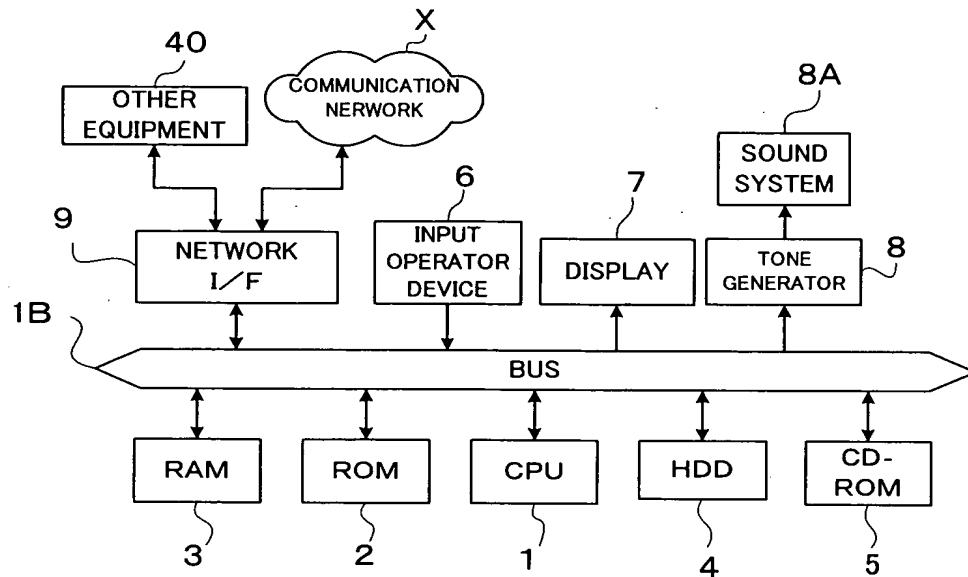 40
X
OTHER
EQUIPMENT
COMMUNICATION
NERWORK
8A
SOUND
SYSTEM
9
6
7
NETWORK
I/F
INPUT
OPERATOR
DEVICE
DISPLAY
TONE
GENERATOR
8
1B
BUS
RAM
ROM
CPU
HDD
CD-
ROM
3
2
1
4
5